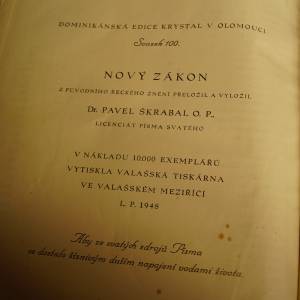 DOMINIKÁNSKÁ EDICE KRYSTAL V OLOMOUCI
Svazek 100.
NOVÝ ZÁKON
Z PŮVODNÍHO ŘECKÉHO ZNĚNÍ PŘELOŽIL A VYLOŽIL
Dr. PAVEL ŠKRABAL O. P.,
LICENCIÁT PÍSMA SVATÉHO
V NÁKLADU 10000 EXEMPLÁŘŮ
VYTISKLA VALAŠSKÁ TISKÁRNA
VE VALAŠSKÉM MEZIŘÍČÍ
L. P. 1948
Aby ze svatých zdrojů Písma
se dostalo žíznivým duším napojení vodami života.